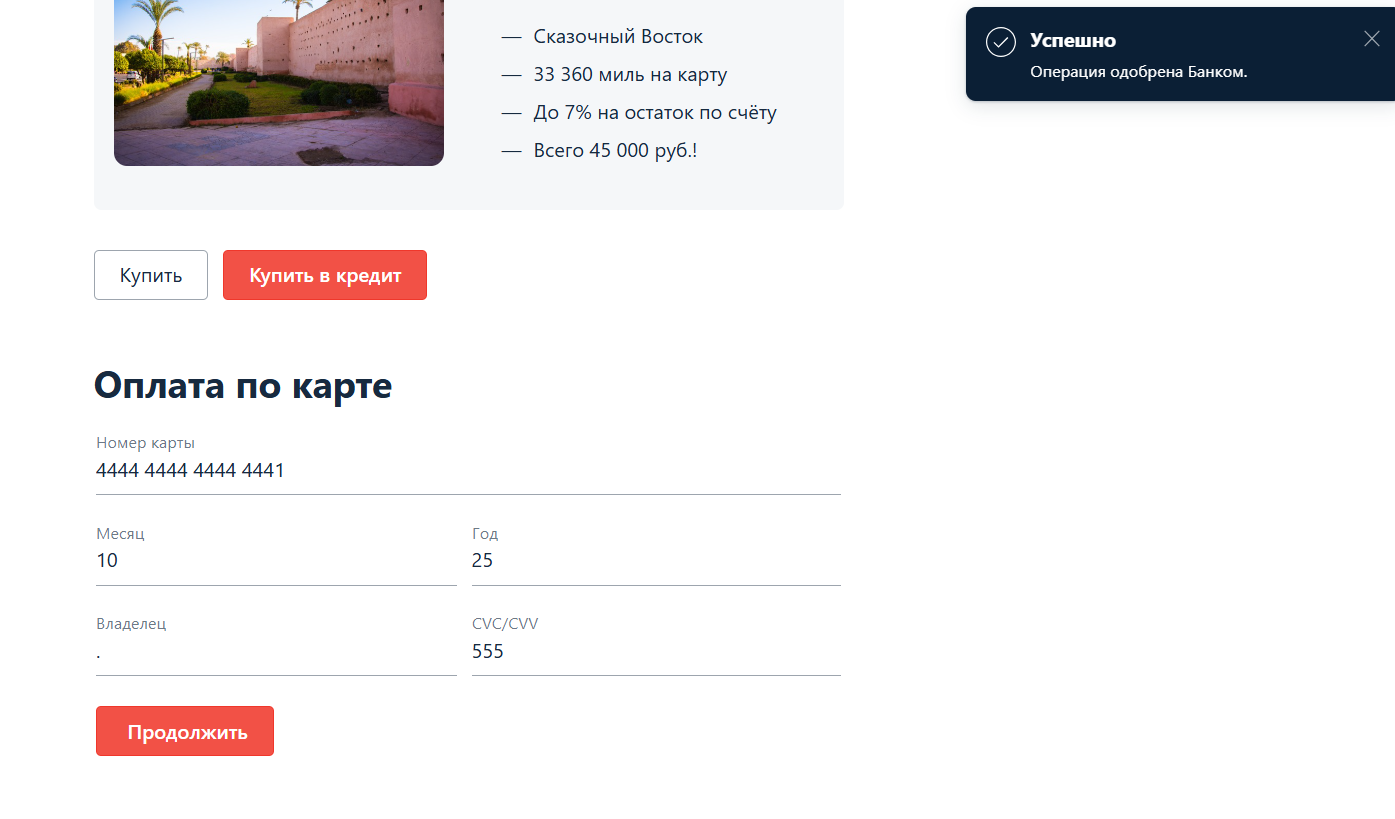 — Сказочный Восток
— 33 360 миль на карту
— До 7% на остаток по счёту
— Всего 45 000 руб.!
Успешно
Операция одобрена Банком.
Купить
Купить в кредит
Оплата по карте
Номер карты
4444 4444 4444 4441
Месяц
Год
10
25
Владелец
CVC/CVV
.
555
Продолжить